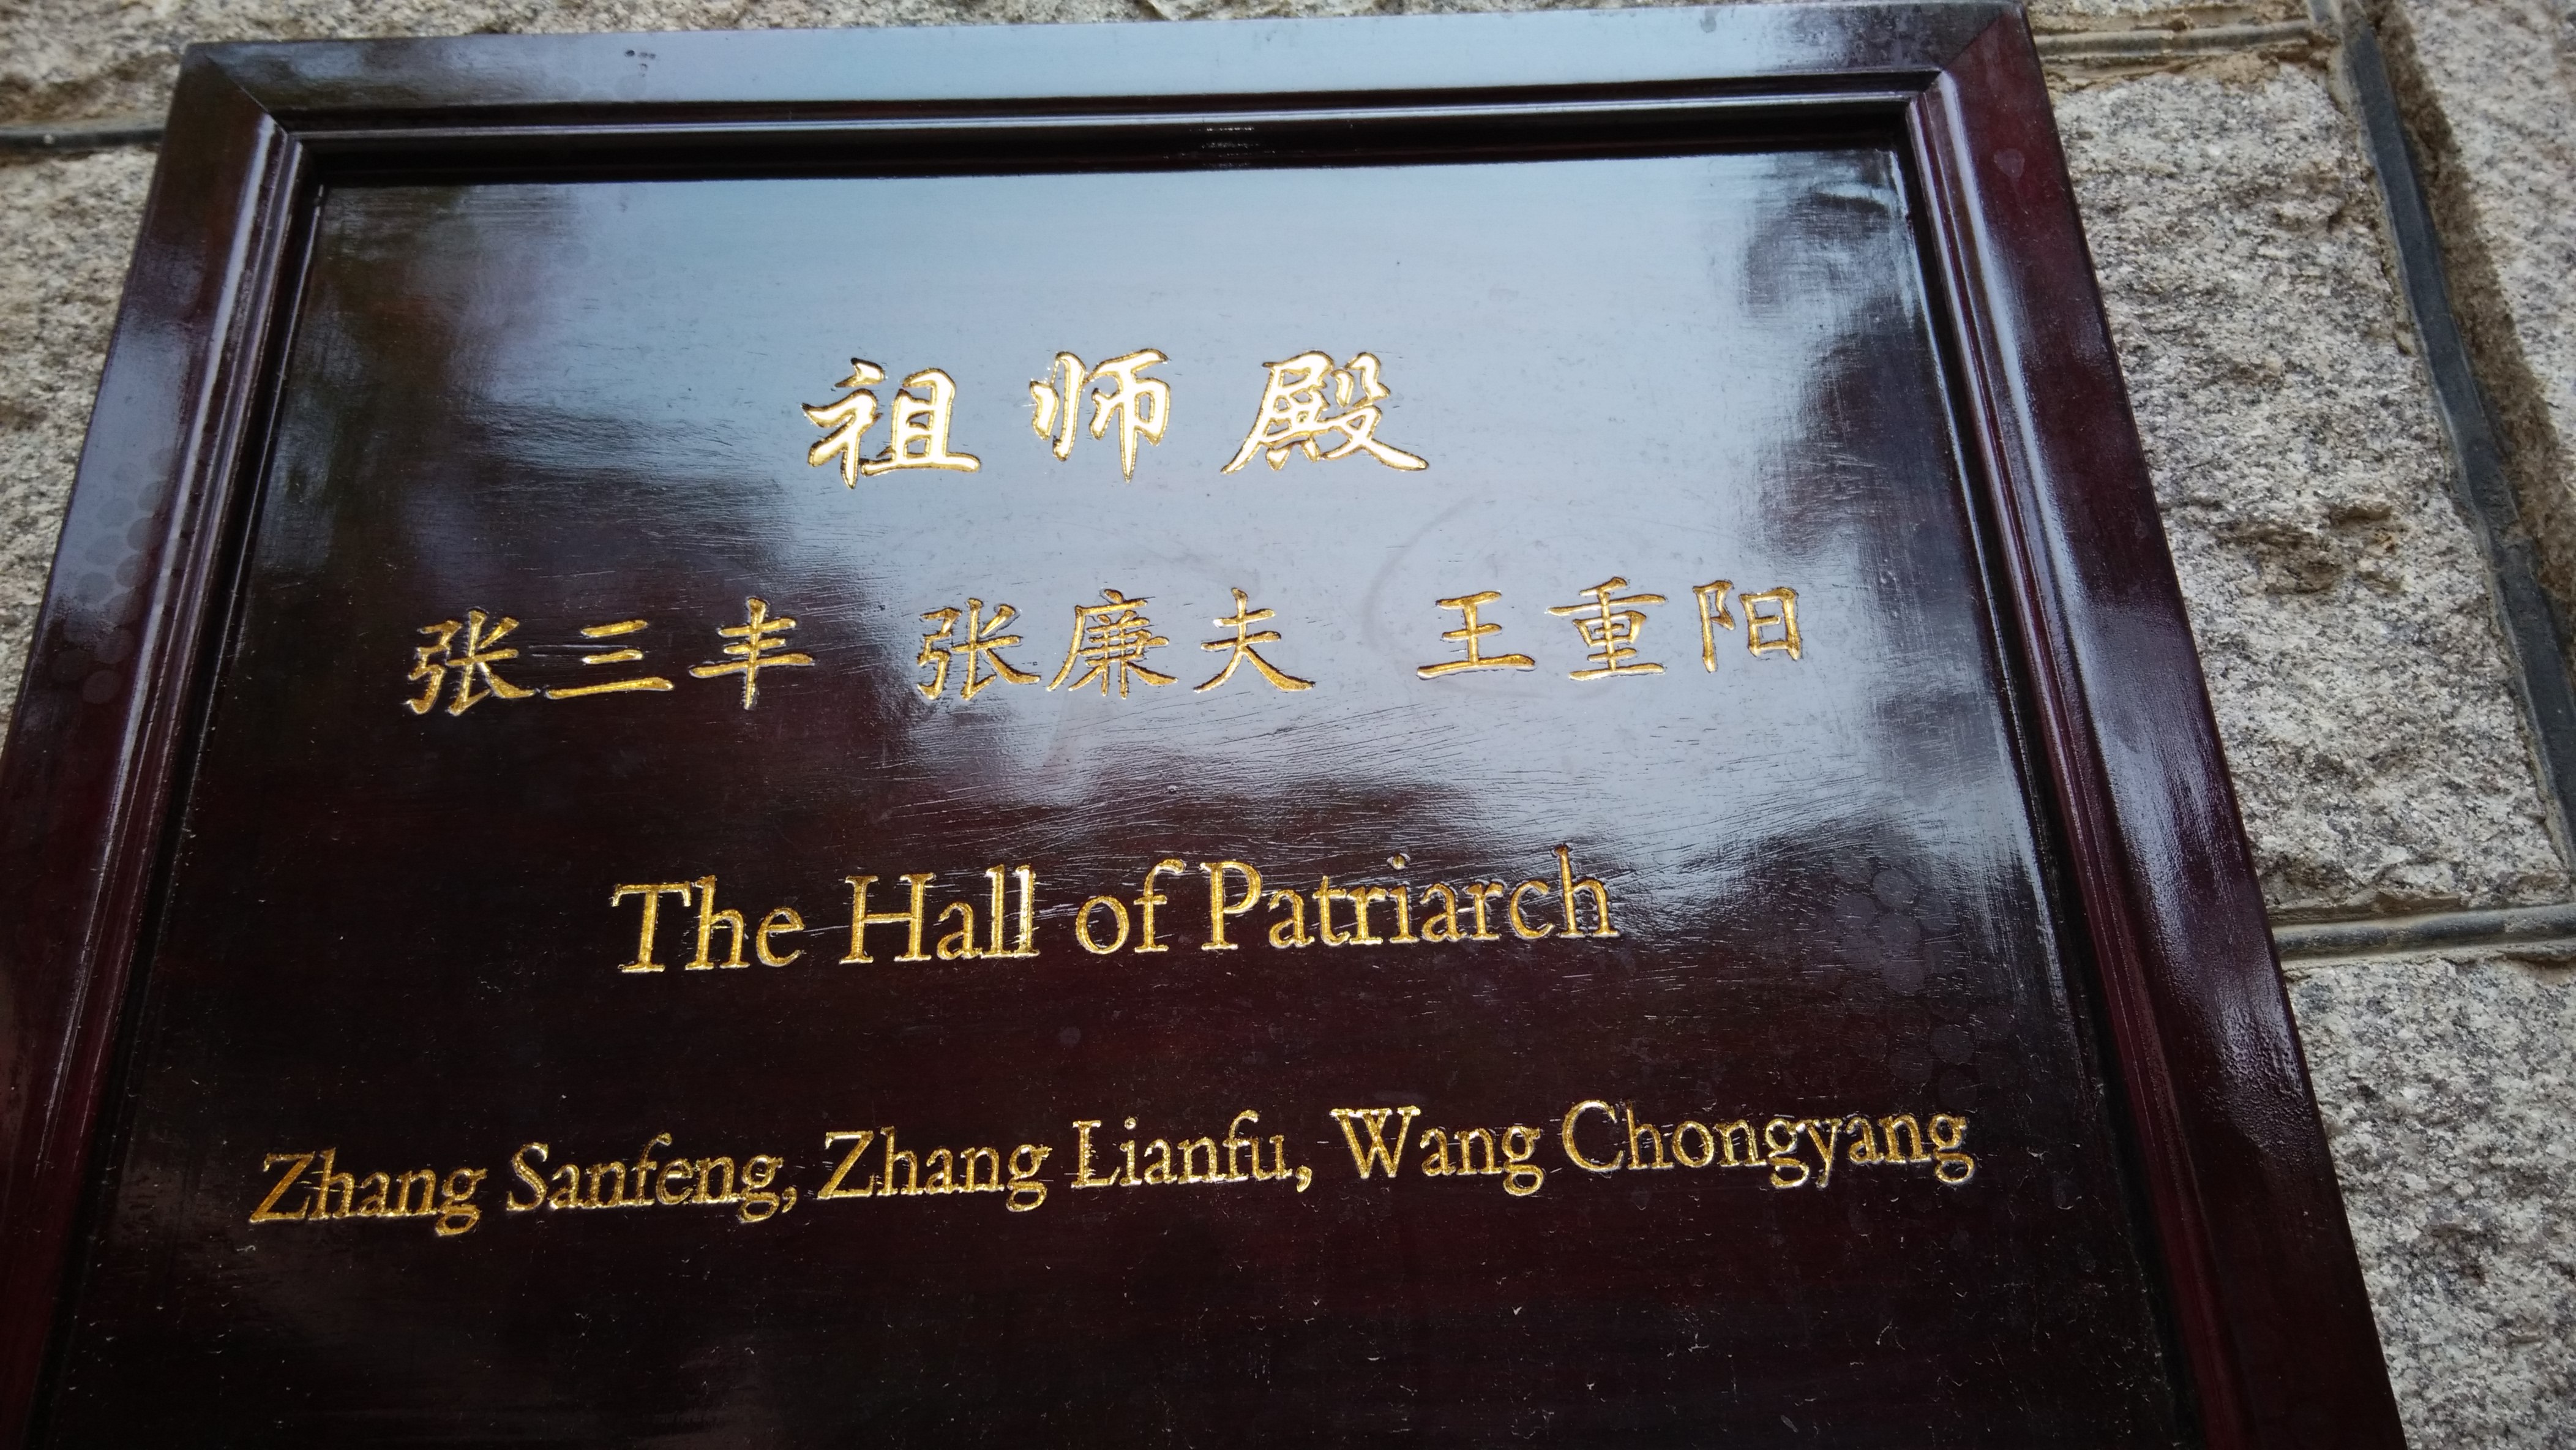 祖师殿
张三丰 张廉夫 王重阳
The Hall of Patriarch
Zhang Sanfeng, Zhang Lianfu, Wang Chongyang